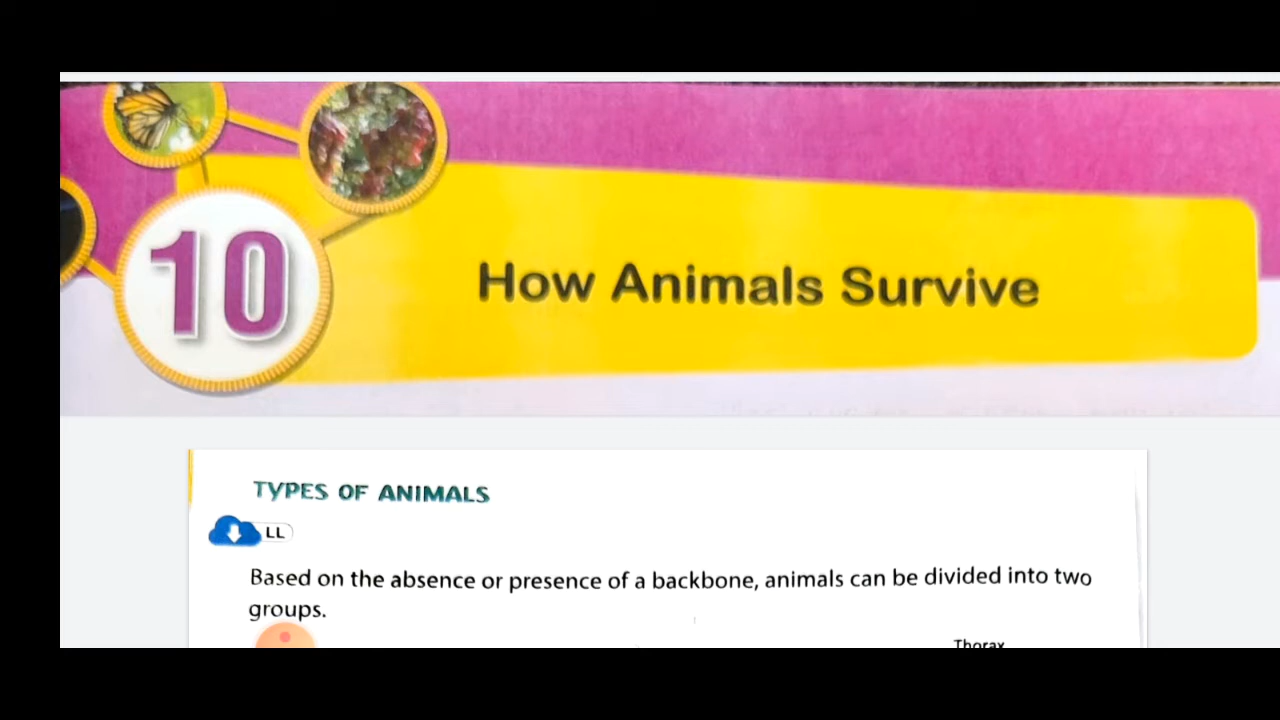 10
How Animals Survive
TYPES OF ANIMALS
LL
Based on the absence or presence of a backbone, animals can be divided into two
groups.
Thorax